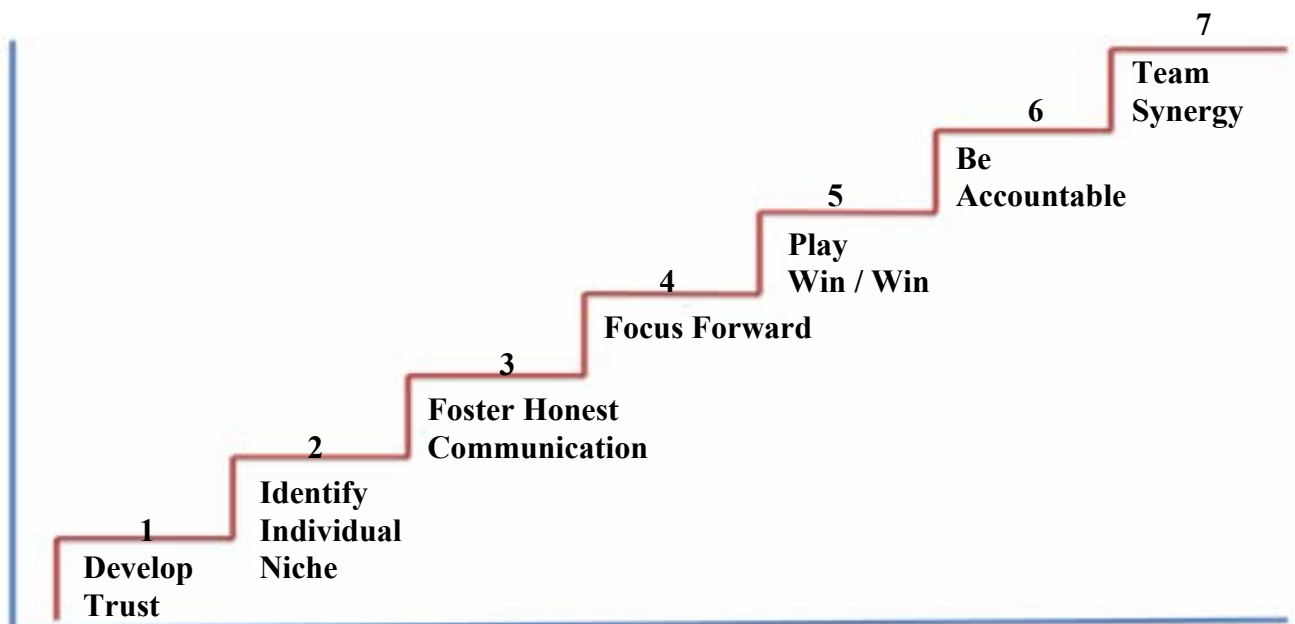 1
Develop
Trust
2
Identify
Individual
Niche
3
Foster Honest
Communication
4
Focus Forward
5
Play
Win / Win
6
Be
Accountable
7
Team
Synergy